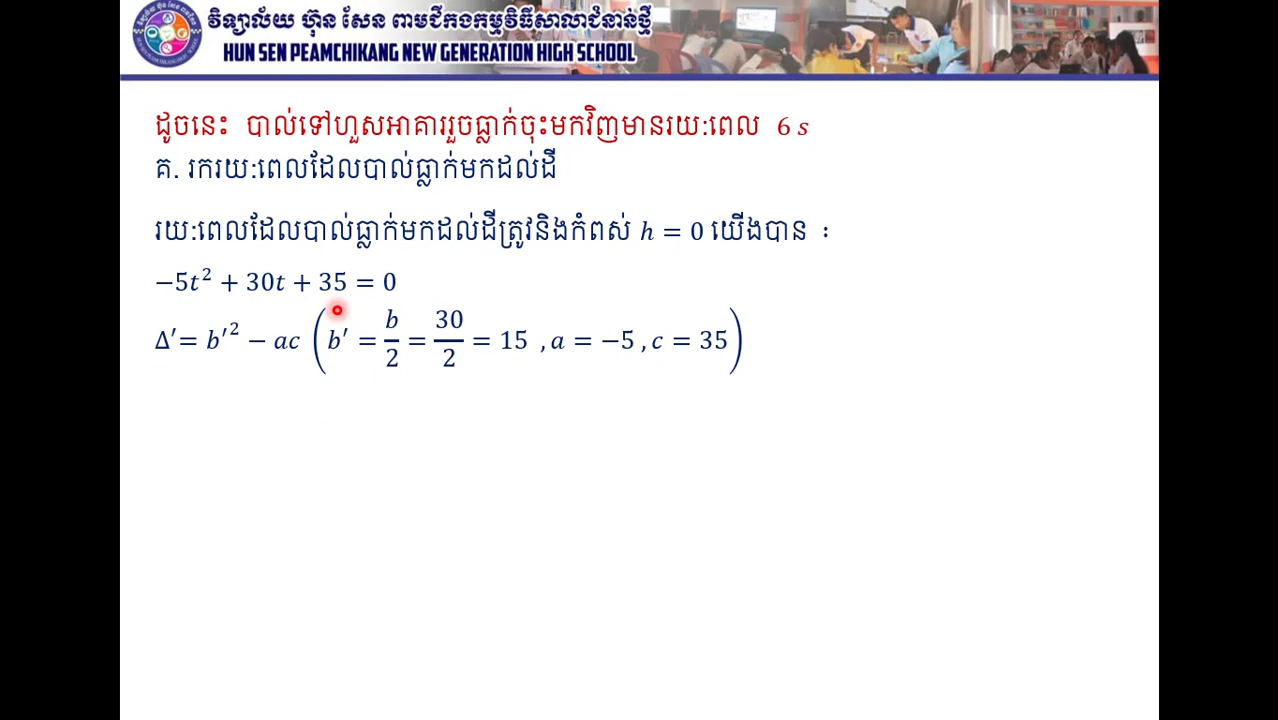 វិទ្យាល័យ ហ៊ុន សែន ពាមជីកងកម្មវិធីសាលាជំនាន់ថ្មី
HUN SEN PEAMCHIKANG NEW GENERATION HIGH SCHOOL
ដូចនេះ បាល់ទៅហួសអាគាររួចធ្លាក់ចុះមកវិញមានរយ:ពេល 6 s
គ. រករយ:ពេលដែលបាល់ធ្លាក់មកដល់ដី
រយ:ពេលដែលបាល់ធ្លាក់មកដល់ដីត្រូវនិងកំពស់ h = 0 យើងបាន ៖
−5t² + 30t + 35 = 0
Δ′= b′² − ac (b′ = b/2 = 30/2 = 15 , a = −5 , c = 35)